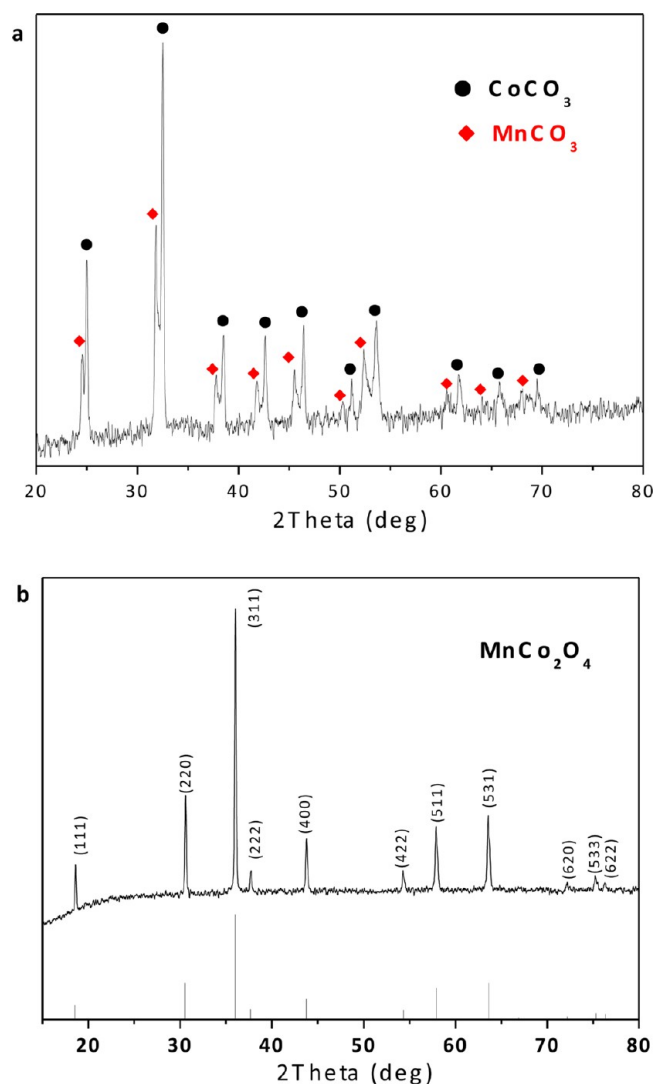 a
CoCO₃
MnCO₃
20 30 40 50 60 70 80
2Theta (deg)
b
MnCo₂O₄
(111)
(220)
(311)
(222)
(400)
(422)
(511)
(531)
(620)
(533)
(622)
20 30 40 50 60 70 80
2Theta (deg)